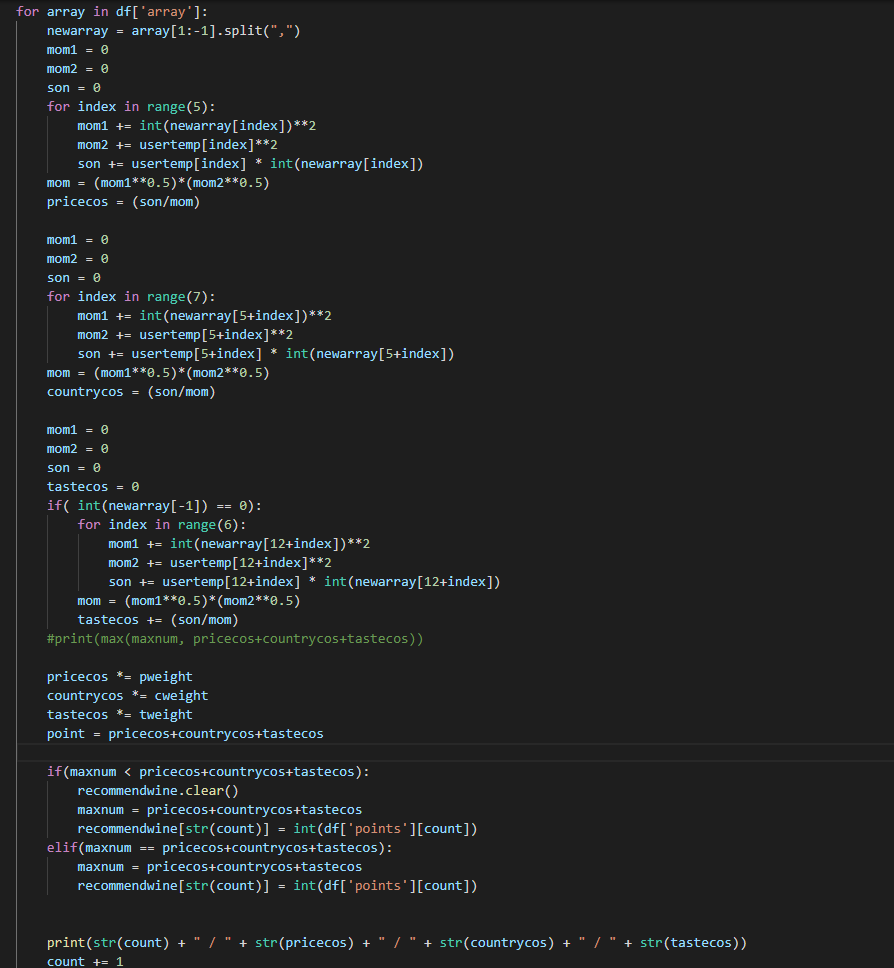 for array in df['array']:
    newarray = array[1:-1].split(",")
    mom1 = 0
    mom2 = 0
    son = 0
    for index in range(5):
        mom1 += int(newarray[index])**2
        mom2 += usertemp[index]**2
        son += usertemp[index] * int(newarray[index])
    mom = (mom1**0.5)*(mom2**0.5)
    pricecos = (son/mom)

    mom1 = 0
    mom2 = 0
    son = 0
    for index in range(7):
        mom1 += int(newarray[5+index])**2
        mom2 += usertemp[5+index]**2
        son += usertemp[5+index] * int(newarray[5+index])
    mom = (mom1**0.5)*(mom2**0.5)
    countrycos = (son/mom)

    mom1 = 0
    mom2 = 0
    son = 0
    tastecos = 0
    if( int(newarray[-1]) == 0):
        for index in range(6):
            mom1 += int(newarray[12+index])**2
            mom2 += usertemp[12+index]**2
            son += usertemp[12+index] * int(newarray[12+index])
        mom = (mom1**0.5)*(mom2**0.5)
        tastecos += (son/mom)
    #print(max(maxnum, pricecos+countrycos+tastecos))

    pricecos *= pweight
    countrycos *= cweight
    tastecos *= tweight
    point = pricecos+countrycos+tastecos

    if(maxnum < pricecos+countrycos+tastecos):
        recommendwine.clear()
        maxnum = pricecos+countrycos+tastecos
        recommendwine[str(count)] = int(df['points'][count])
    elif(maxnum == pricecos+countrycos+tastecos):
        maxnum = pricecos+countrycos+tastecos
        recommendwine[str(count)] = int(df['points'][count])


    print(str(count) + " / " + str(pricecos) + " / " + str(countrycos) + " / " + str(tastecos))
    count += 1